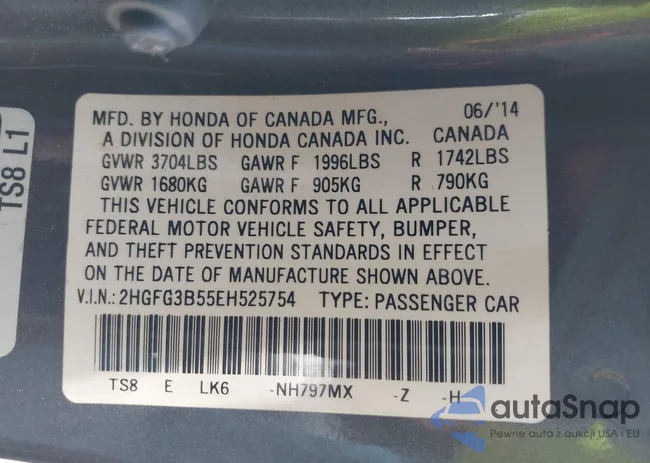 TS8 L1
MFD. BY HONDA OF CANADA MFG., 06/'14
A DIVISION OF HONDA CANADA INC. CANADA
GVWR 3704LBS GAWR F 1996LBS R 1742LBS
GVWR 1680KG GAWR F 905KG R 790KG
THIS VEHICLE CONFORMS TO ALL APPLICABLE
FEDERAL MOTOR VEHICLE SAFETY, BUMPER,
AND THEFT PREVENTION STANDARDS IN EFFECT
ON THE DATE OF MANUFACTURE SHOWN ABOVE.
V.I.N.: 2HGFG3B55EH525754 TYPE: PASSENGER CAR
TS8 E LK6 -NH797MX -Z -H
autaSnap
Pewne auta z aukcji USA i EU